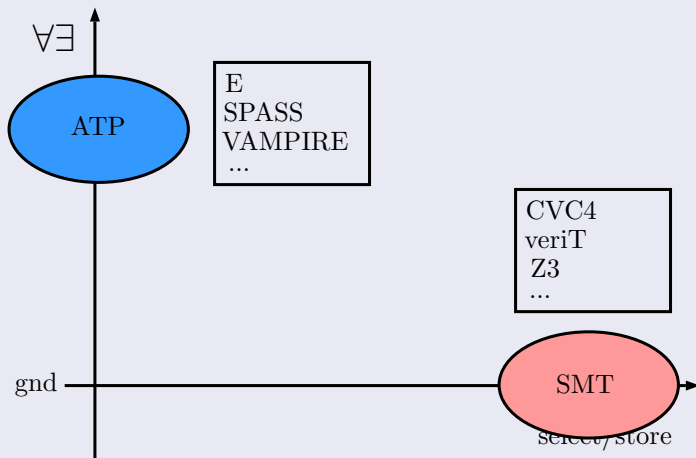 ∀∃
ATP
E
SPASS
VAMPIRE
...
CVC4
veriT
Z3
...
gnd
SMT
select/store